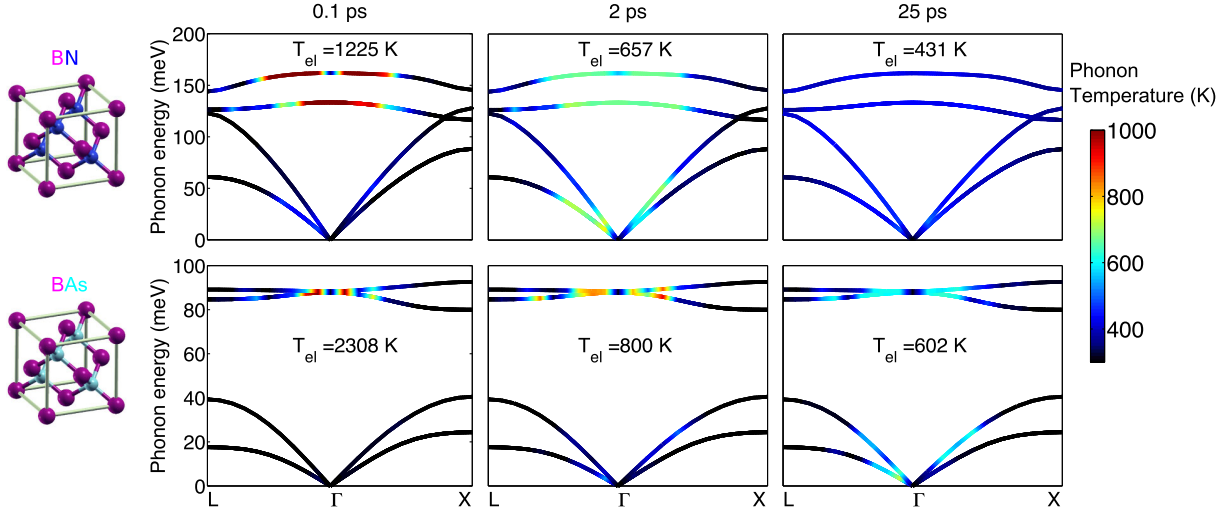 0.1 ps
2 ps
25 ps
BN
Phonon energy (meV)
200
150
100
50
0
T_el =1225 K
T_el =657 K
T_el =431 K
Phonon
Temperature (K)
1000
800
600
400
BAs
Phonon energy (meV)
100
80
60
40
20
0
T_el =2308 K
T_el =800 K
T_el =602 K
L Γ X L Γ X L Γ X